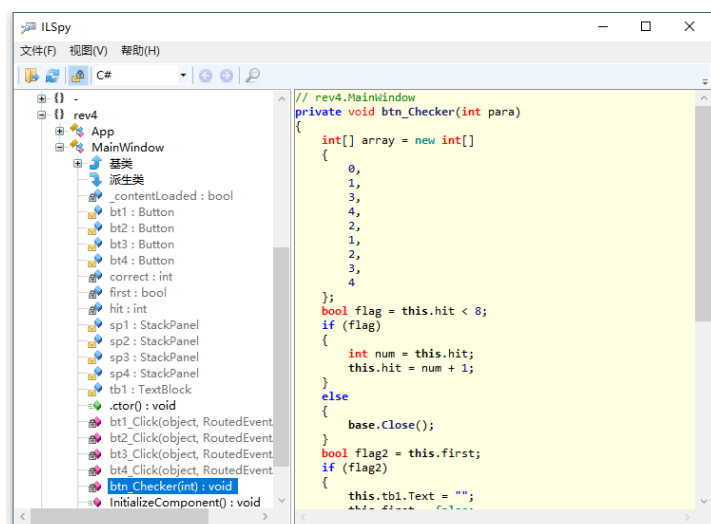 ILSpy
文件(F) 视图(V) 帮助(H)
C#
{} -
{} rev4
App
MainWindow
基类
派生类
_contentLoaded : bool
bt1 : Button
bt2 : Button
bt3 : Button
bt4 : Button
correct : int
first : bool
hit : int
sp1 : StackPanel
sp2 : StackPanel
sp3 : StackPanel
sp4 : StackPanel
tb1 : TextBlock
.ctor() : void
bt1_Click(object, RoutedEvent
bt2_Click(object, RoutedEvent
bt3_Click(object, RoutedEvent
bt4_Click(object, RoutedEvent
btn_Checker(int) : void
InitializeComponent() : void
// rev4.MainWindow
private void btn_Checker(int para)
{
int[] array = new int[]
{
0,
1,
3,
4,
2,
1,
2,
3,
4
};
bool flag = this.hit < 8;
if (flag)
{
int num = this.hit;
this.hit = num + 1;
}
else
{
base.Close();
}
bool flag2 = this.first;
if (flag2)
{
this.tb1.Text = "";
this.first = false;